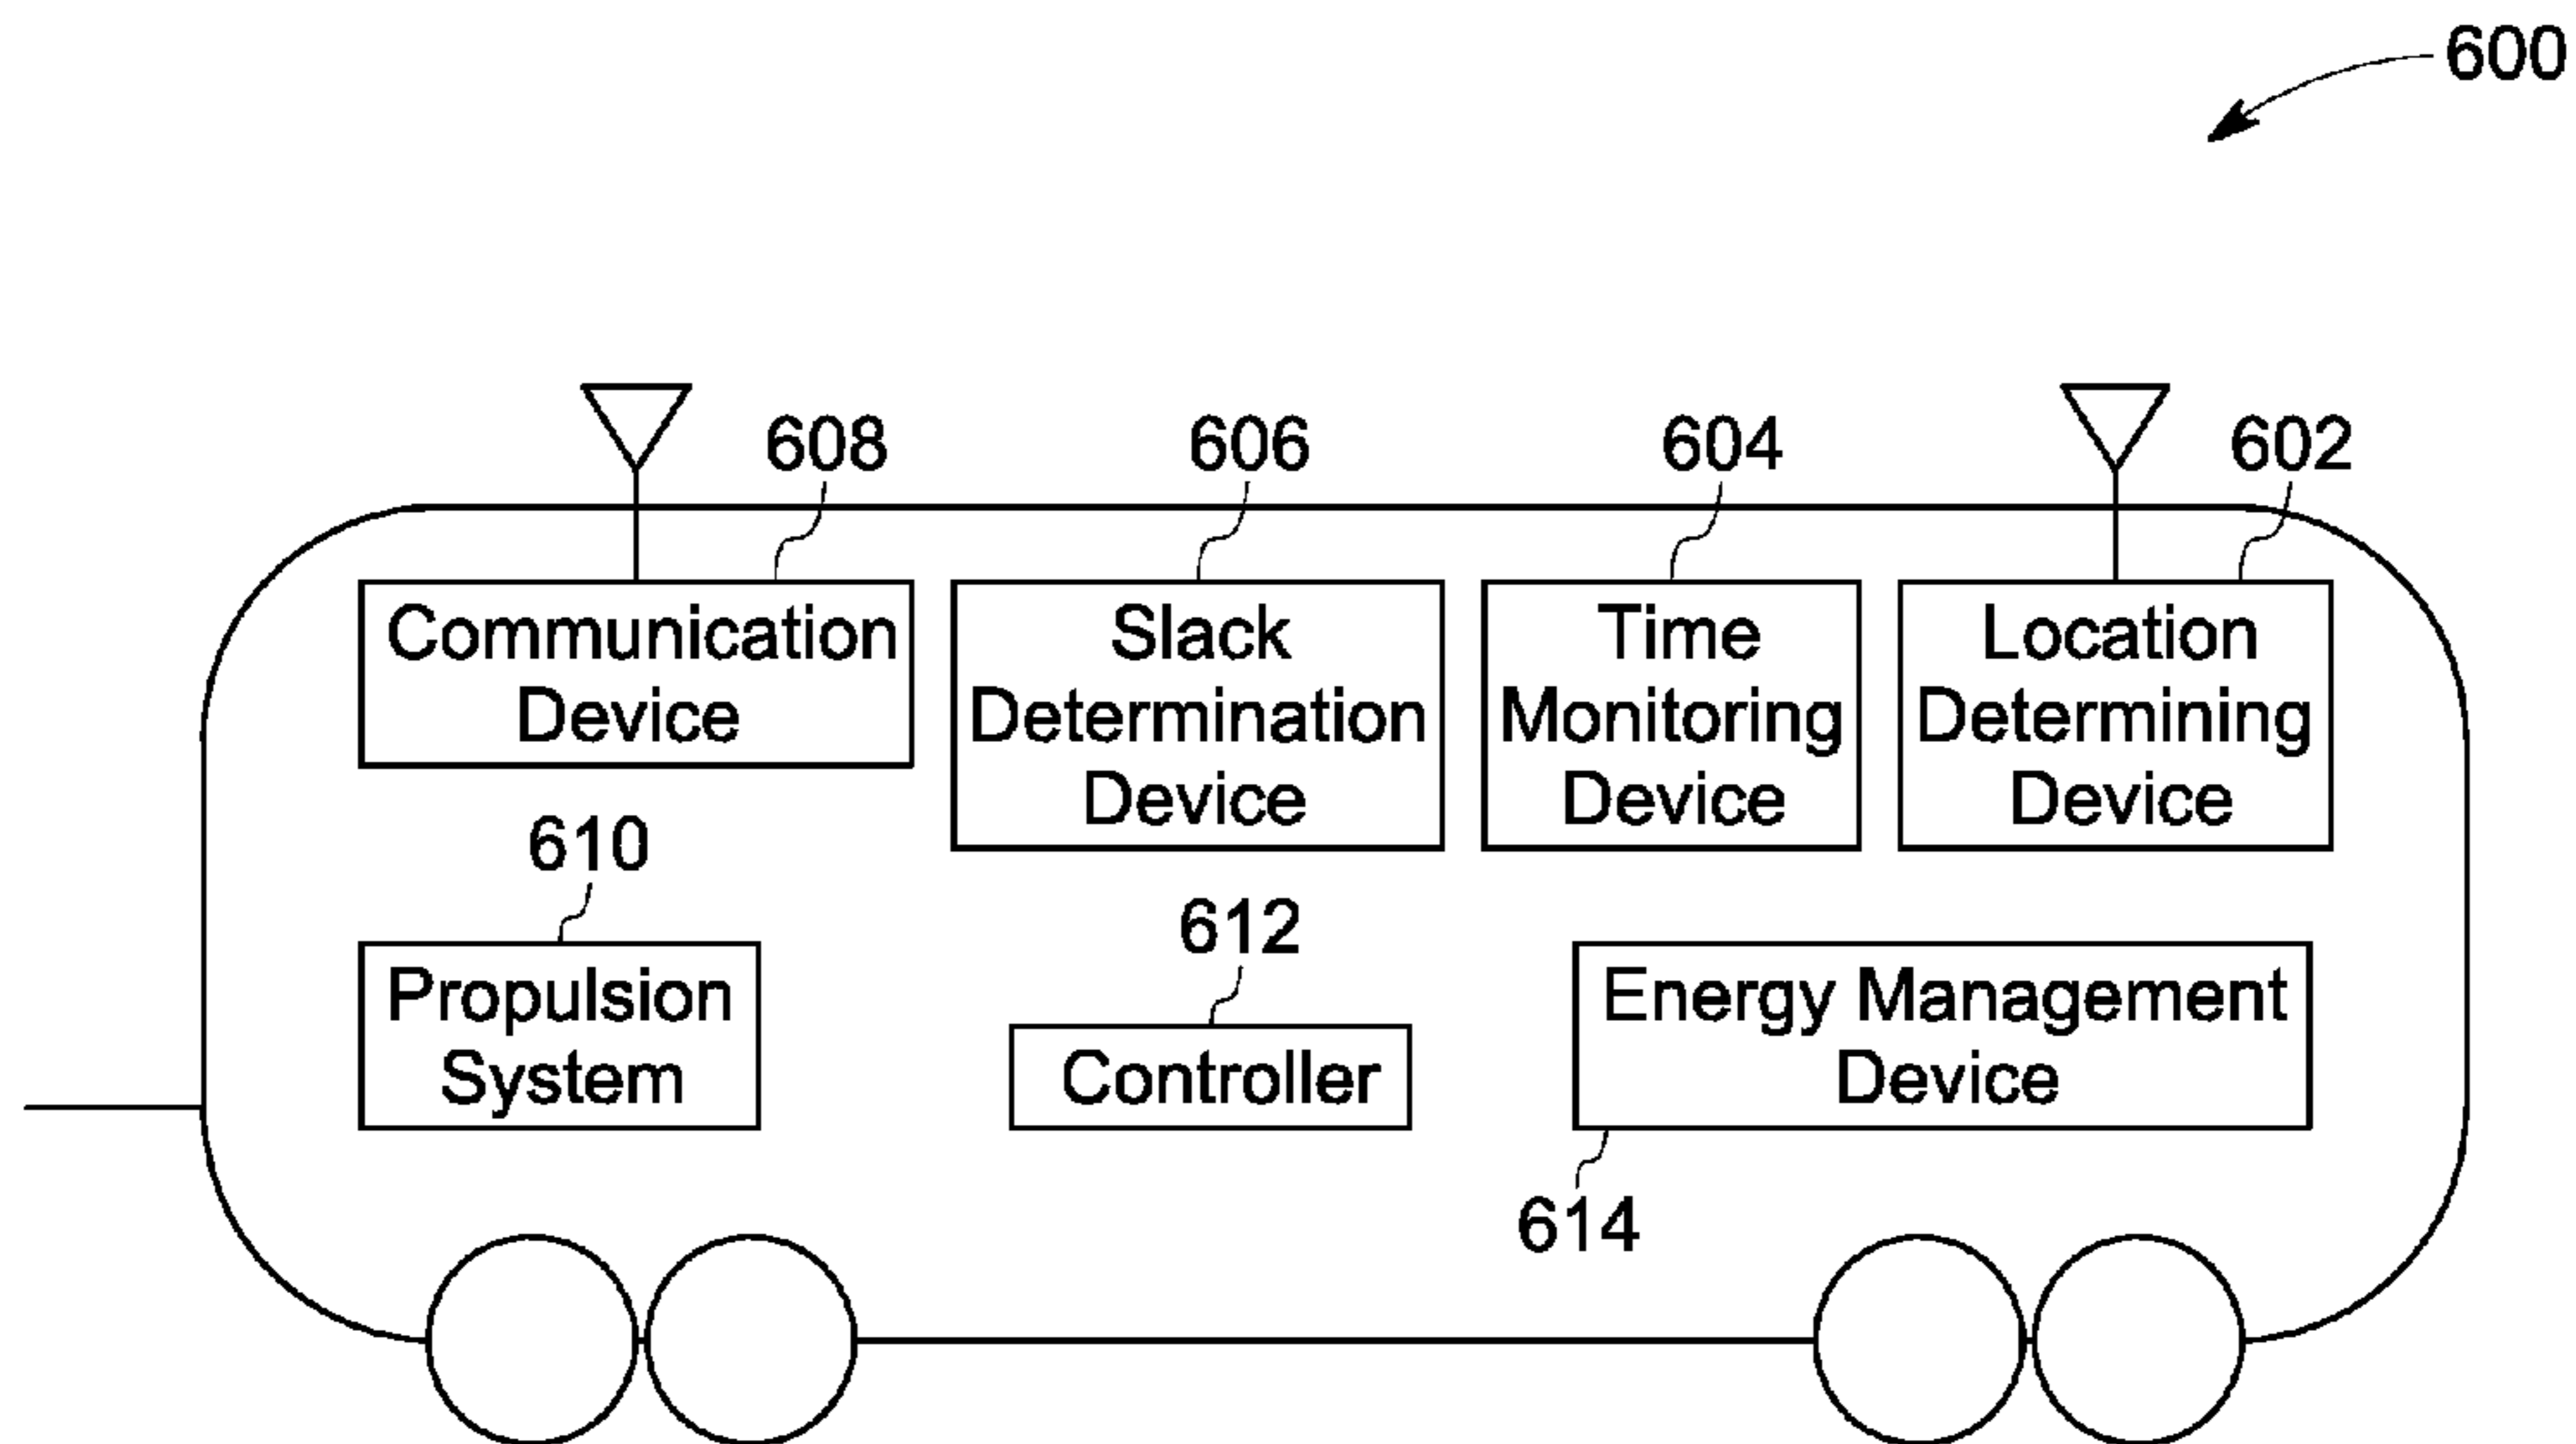 600
608
606
604
602
Communication
Device
Slack
Determination
Device
Time
Monitoring
Device
Location
Determining
Device
610
Propulsion
System
612
Controller
Energy Management
Device
614